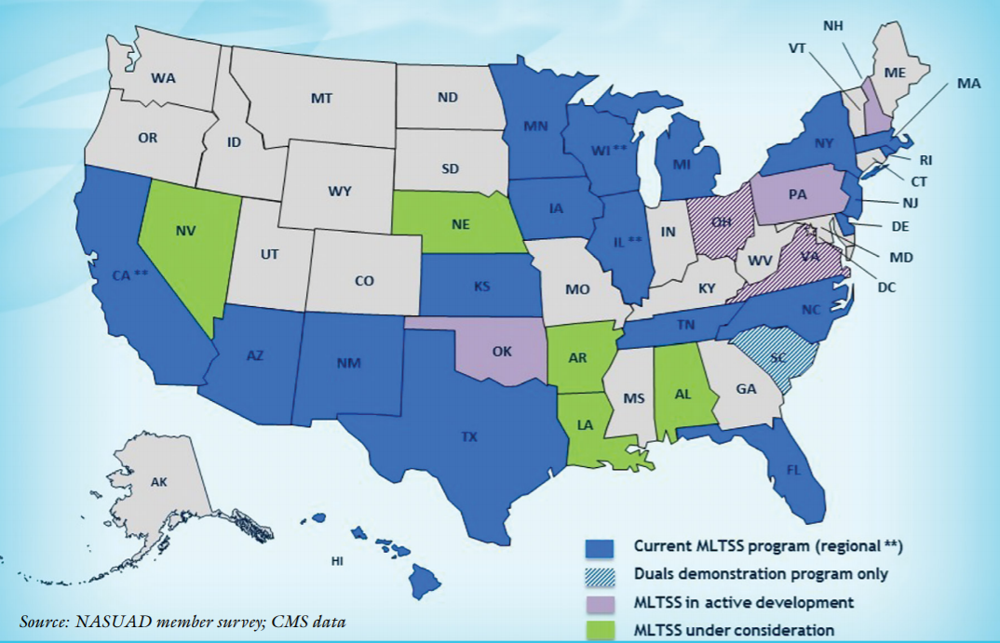 NH
VT
WA
ME
MT
ND
MA
OR
MN
ID
NY
WI **
SD
MI
RI
WY
CT
PA
NJ
IA
NV
NE
OH
DE
IN
IL **
UT
VA
MD
WV
CA **
CO
KS
MO
KY
DC
NC
TN
OK
AZ
AR
SC
NM
GA
AL
MS
LA
TX
FL
AK
HI
Current MLTSS program (regional **)
Duals demonstration program only
MLTSS in active development
MLTSS under consideration
Source: NASUAD member survey; CMS data